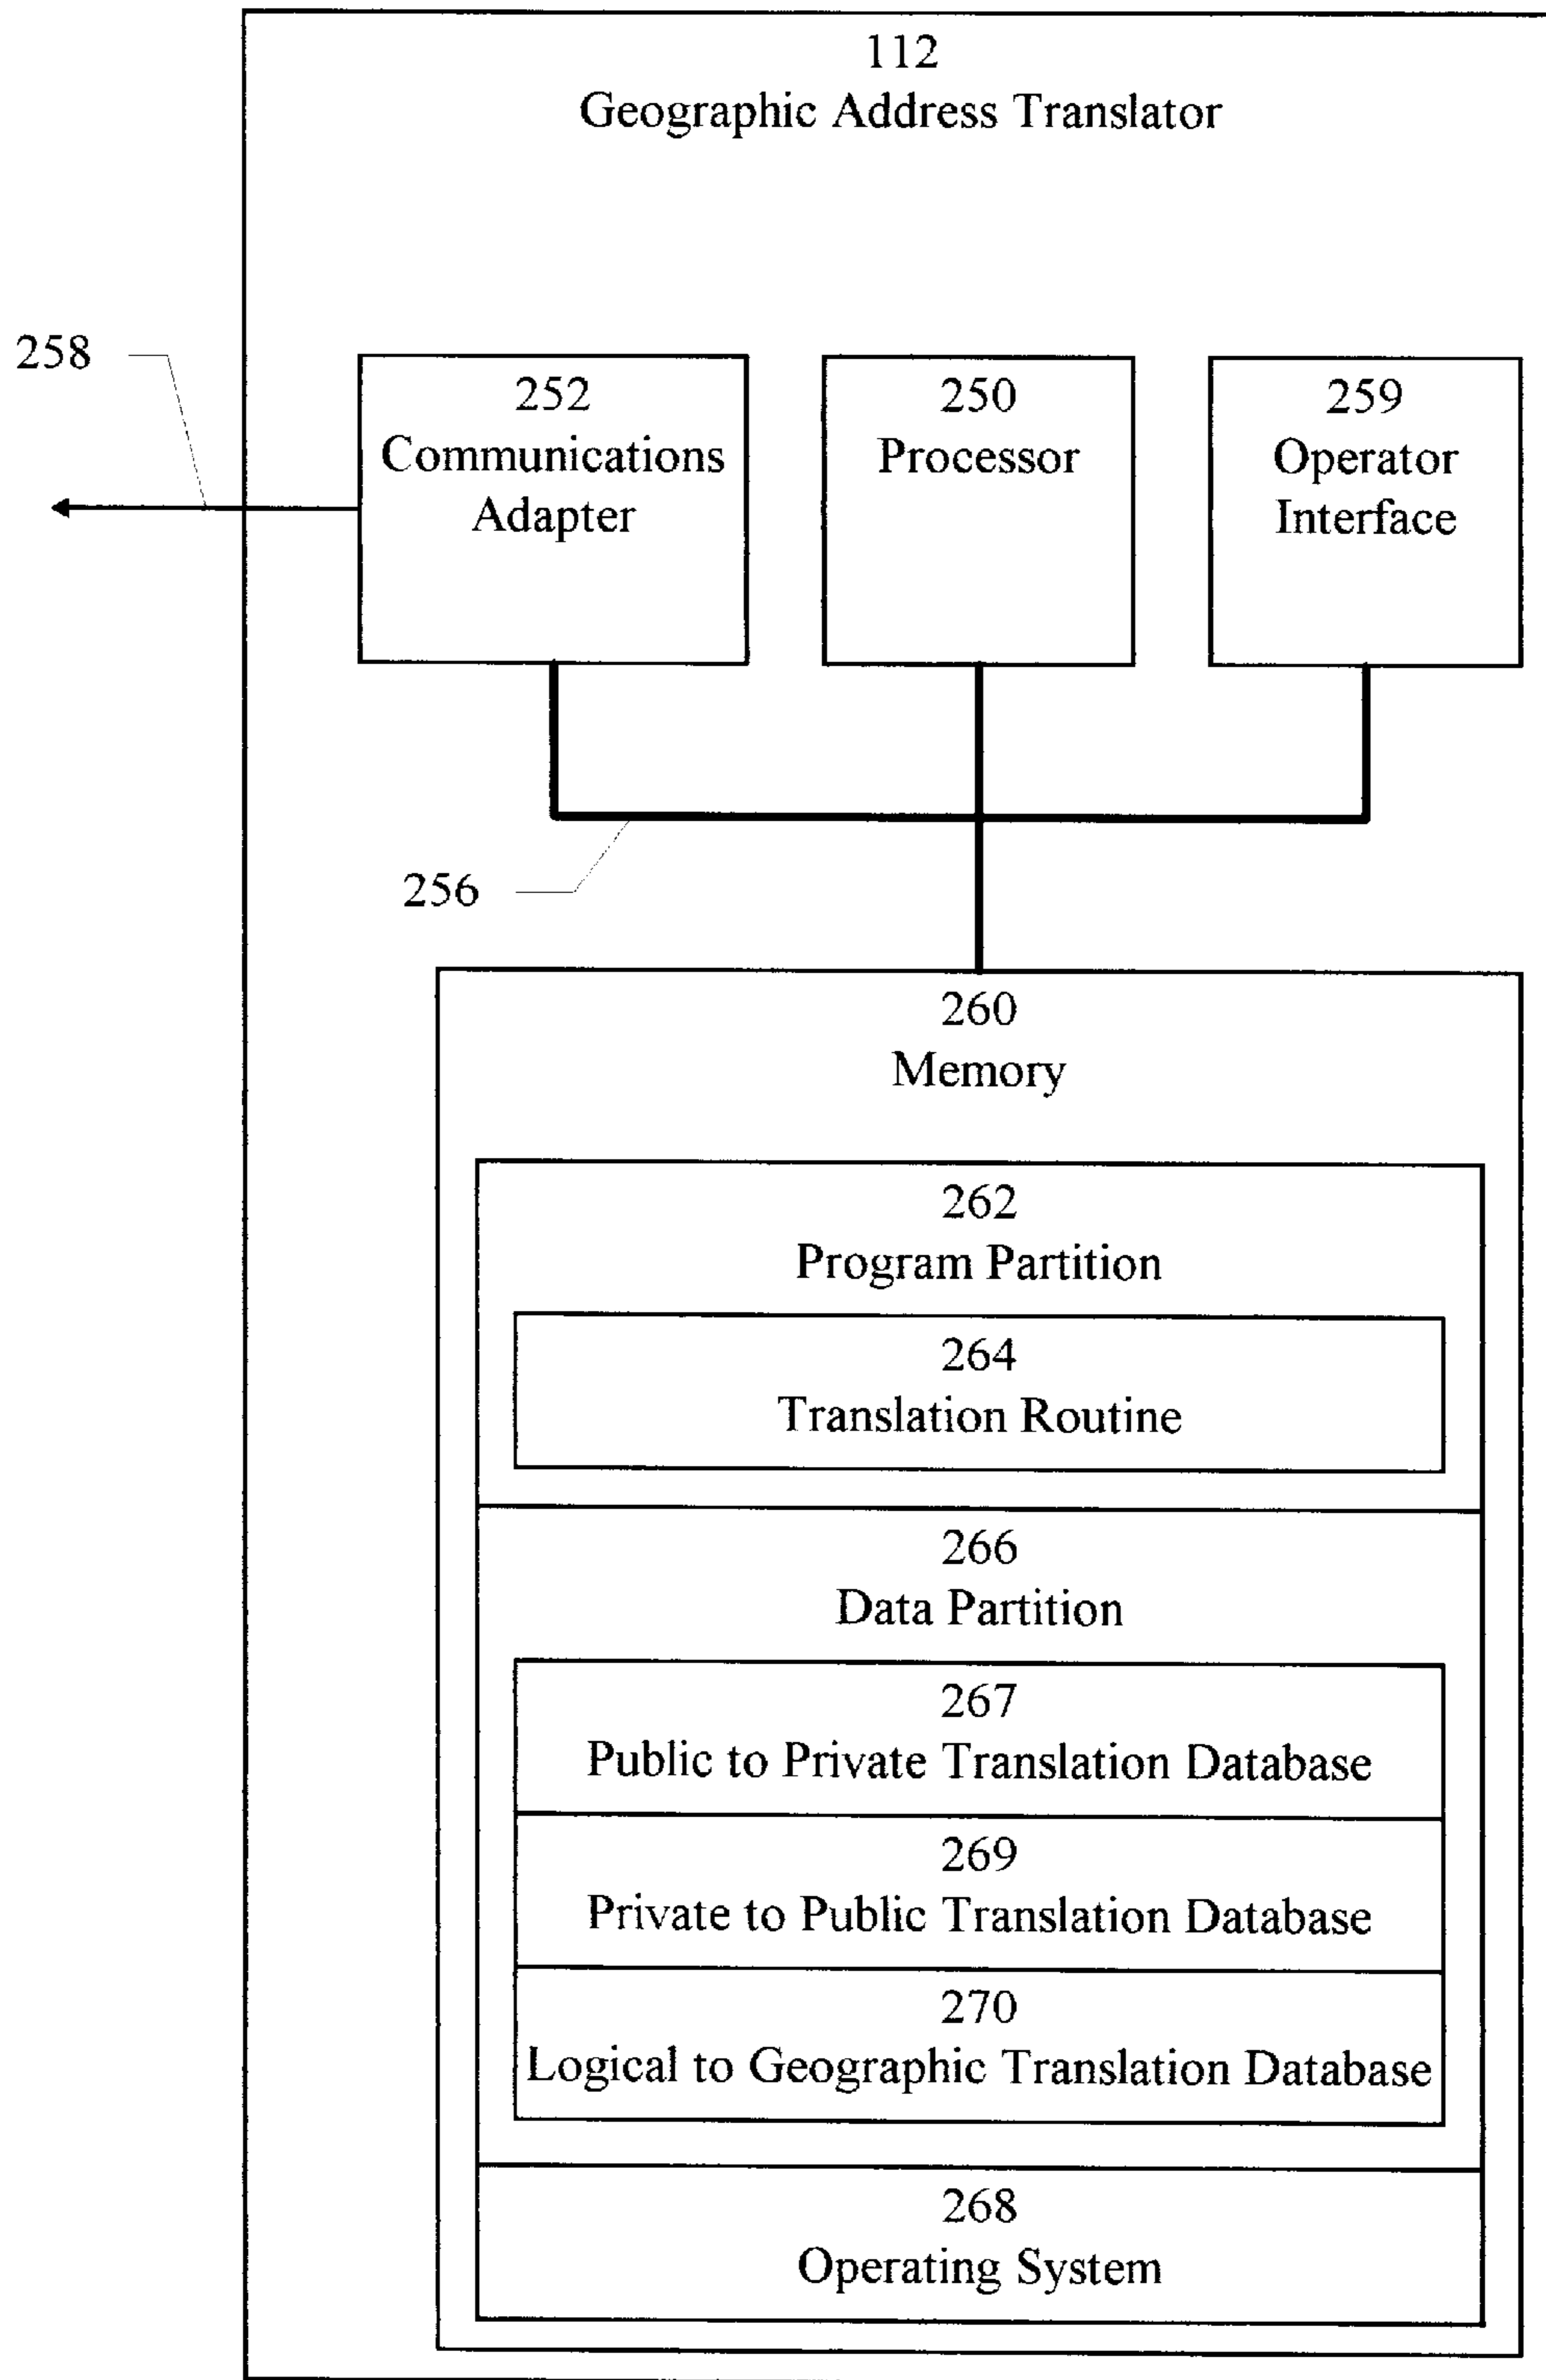 112
Geographic Address Translator
258
252
Communications
Adapter
250
Processor
259
Operator
Interface
256
260
Memory
262
Program Partition
264
Translation Routine
266
Data Partition
267
Public to Private Translation Database
269
Private to Public Translation Database
270
Logical to Geographic Translation Database
268
Operating System